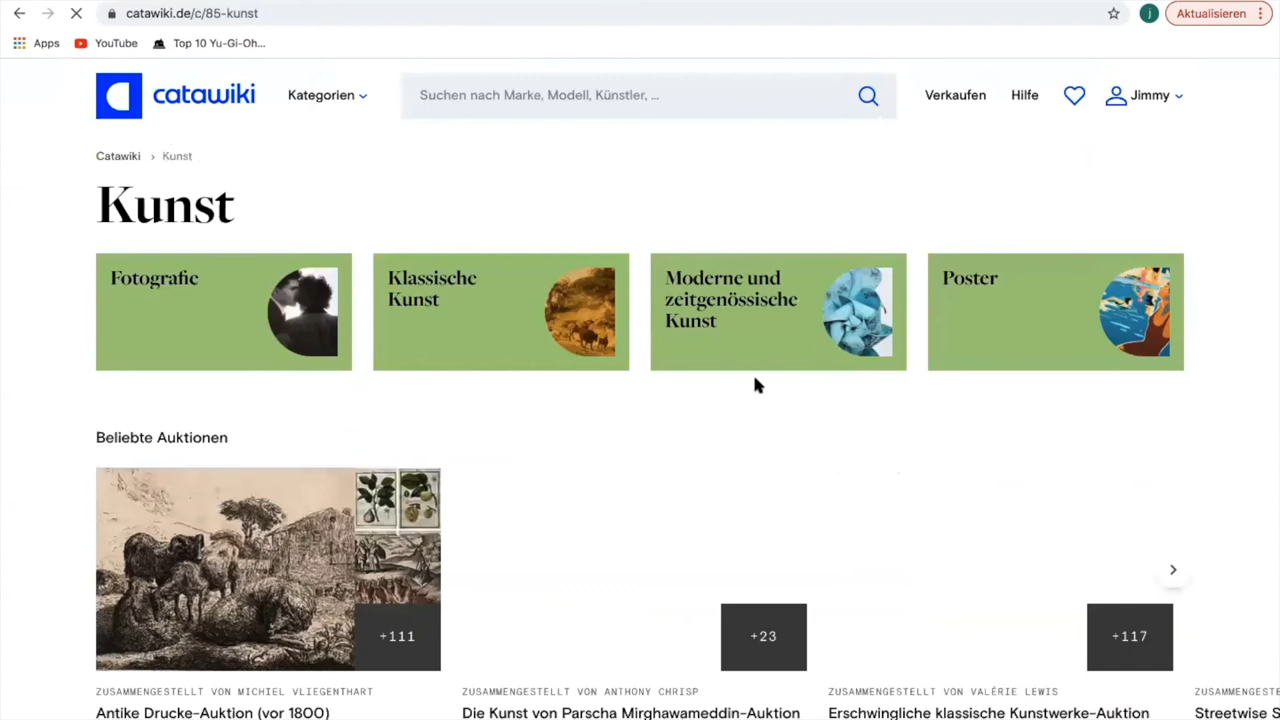 catawiki.de/c/85-kunst
j
Aktualisieren
Apps
YouTube
Top 10 Yu-Gi-Oh...
catawiki
Kategorien
Suchen nach Marke, Modell, Künstler, ...
Verkaufen
Hilfe
Jimmy
Catawiki › Kunst
Kunst
Fotografie
Klassische
Kunst
Moderne und
zeitgenössische
Kunst
Poster
Beliebte Auktionen
+111
+23
+117
ZUSAMMENGESTELLT VON MICHIEL VLIEGENTHART
Antike Drucke-Auktion (vor 1800)
ZUSAMMENGESTELLT VON ANTHONY CHRISP
Die Kunst von Parscha Mirghawameddin-Auktion
ZUSAMMENGESTELLT VON VALÉRIE LEWIS
Erschwingliche klassische Kunstwerke-Auktion
ZUSAMMENGEST
Streetwise S